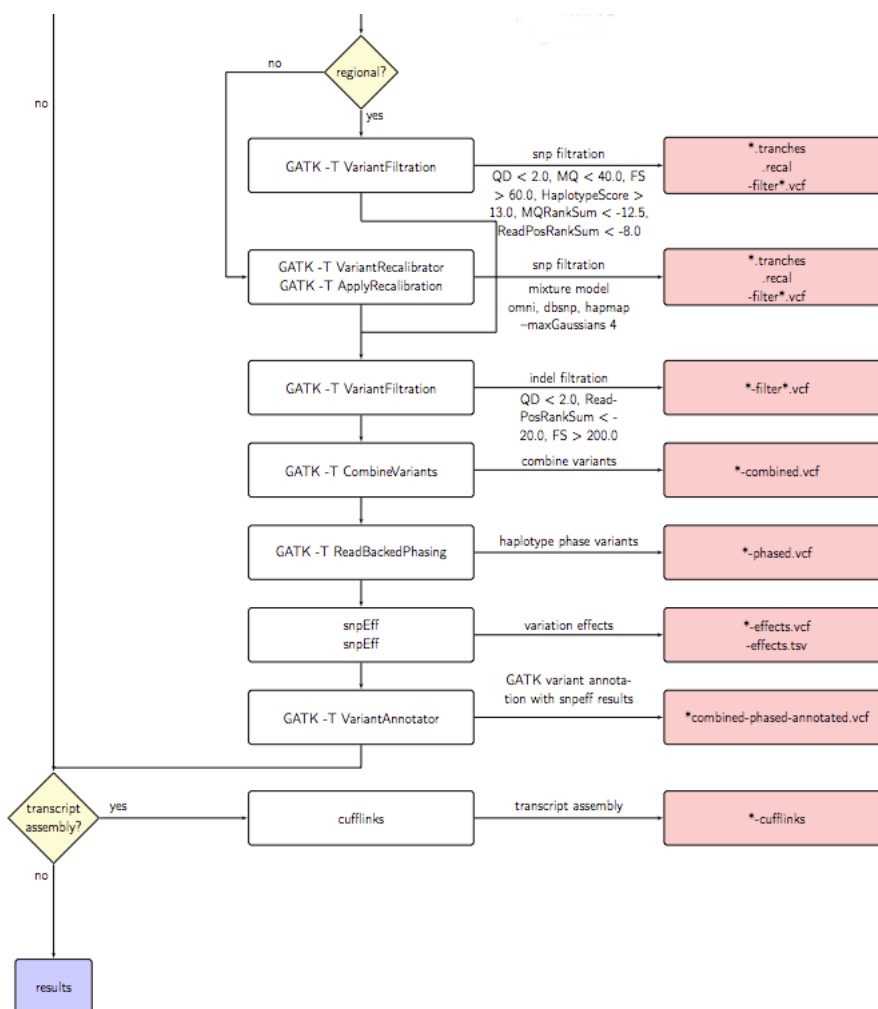 no
regional?
no
yes
GATK -T VariantFiltration
snp filtration
QD < 2.0, MQ < 40.0, FS
> 60.0, HaplotypeScore >
13.0, MQRankSum < -12.5,
ReadPosRankSum < -8.0
*.tranches
.recal
-filter*.vcf
GATK -T VariantRecalibrator
GATK -T ApplyRecalibration
snp filtration
mixture model
omni, dbsnp, hapmap
–maxGaussians 4
*.tranches
.recal
-filter*.vcf
GATK -T VariantFiltration
indel filtration
QD < 2.0, Read-
PosRankSum < -
20.0, FS > 200.0
*-filter*.vcf
GATK -T CombineVariants
combine variants
*-combined.vcf
GATK -T ReadBackedPhasing
haplotype phase variants
*-phased.vcf
snpEff
snpEff
variation effects
*-effects.vcf
-effects.tsv
GATK -T VariantAnnotator
GATK variant annota-
tion with snpeff results
*combined-phased-annotated.vcf
transcript
assembly?
yes
cufflinks
transcript assembly
*-cufflinks
no
results